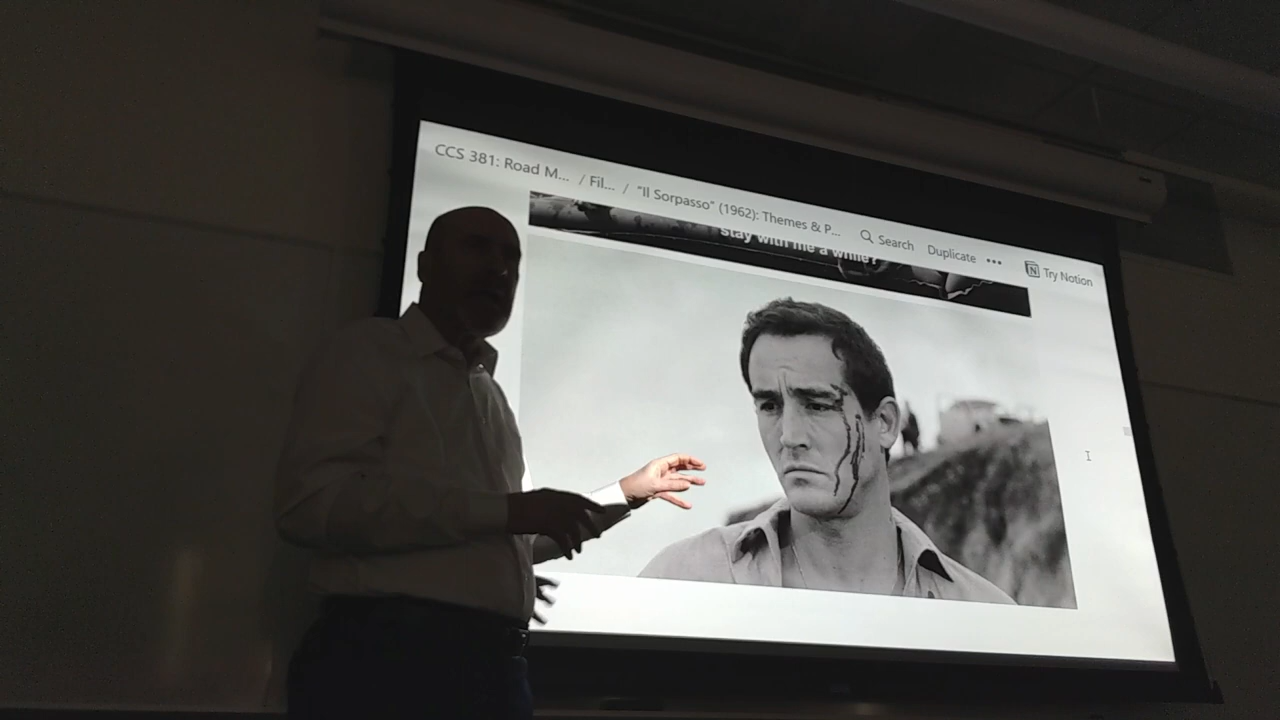 CCS 381: Road M... / Fil... / "Il Sorpasso" (1962): Themes & P... Search Duplicate ••• Try Notion
stay with me a while?